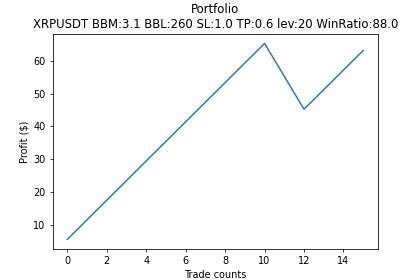 Portfolio
XRPUSDT BBM:3.1 BBL:260 SL:1.0 TP:0.6 lev:20 WinRatio:88.0
60
50
40
30
20
10
Profit ($)
0 2 4 6 8 10 12 14
Trade counts